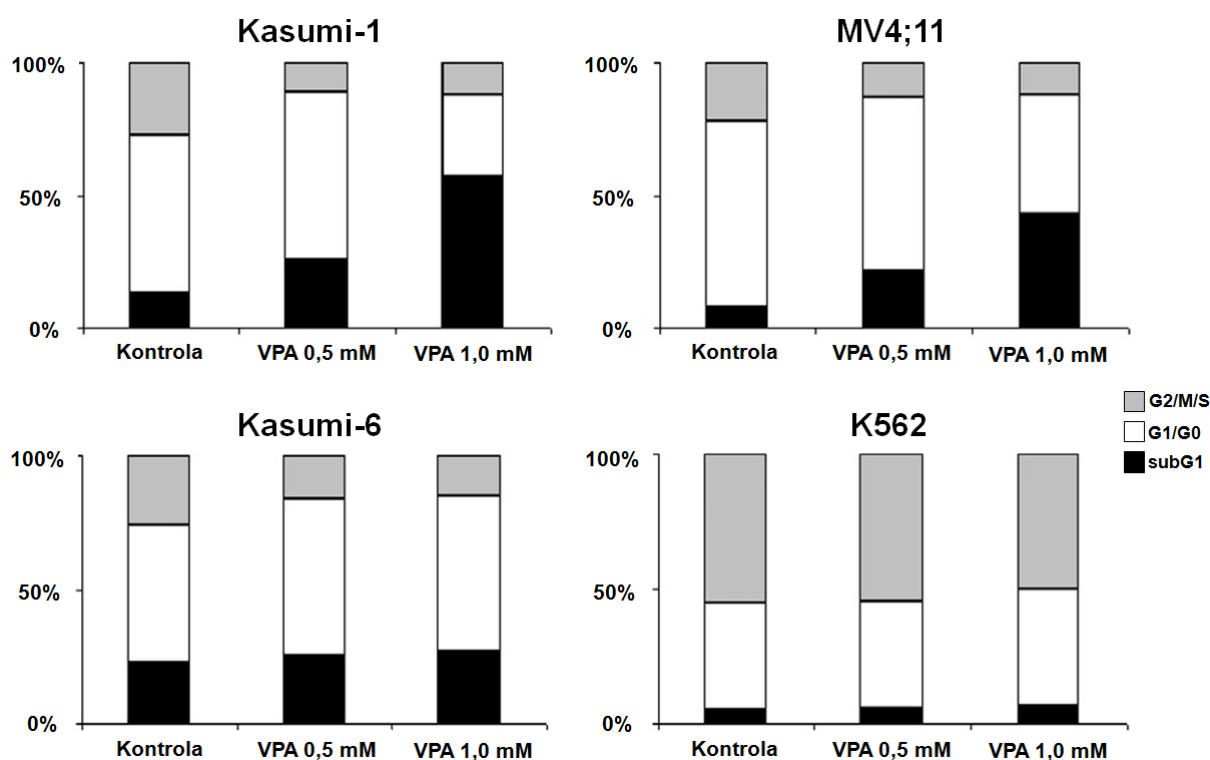 Kasumi-1
100%
50%
0%
Kontrola VPA 0,5 mM VPA 1,0 mM
MV4;11
100%
50%
0%
Kontrola VPA 0,5 mM VPA 1,0 mM
Kasumi-6
100%
50%
0%
Kontrola VPA 0,5 mM VPA 1,0 mM
K562
100%
50%
0%
Kontrola VPA 0,5 mM VPA 1,0 mM
G2/M/S
G1/G0
subG1